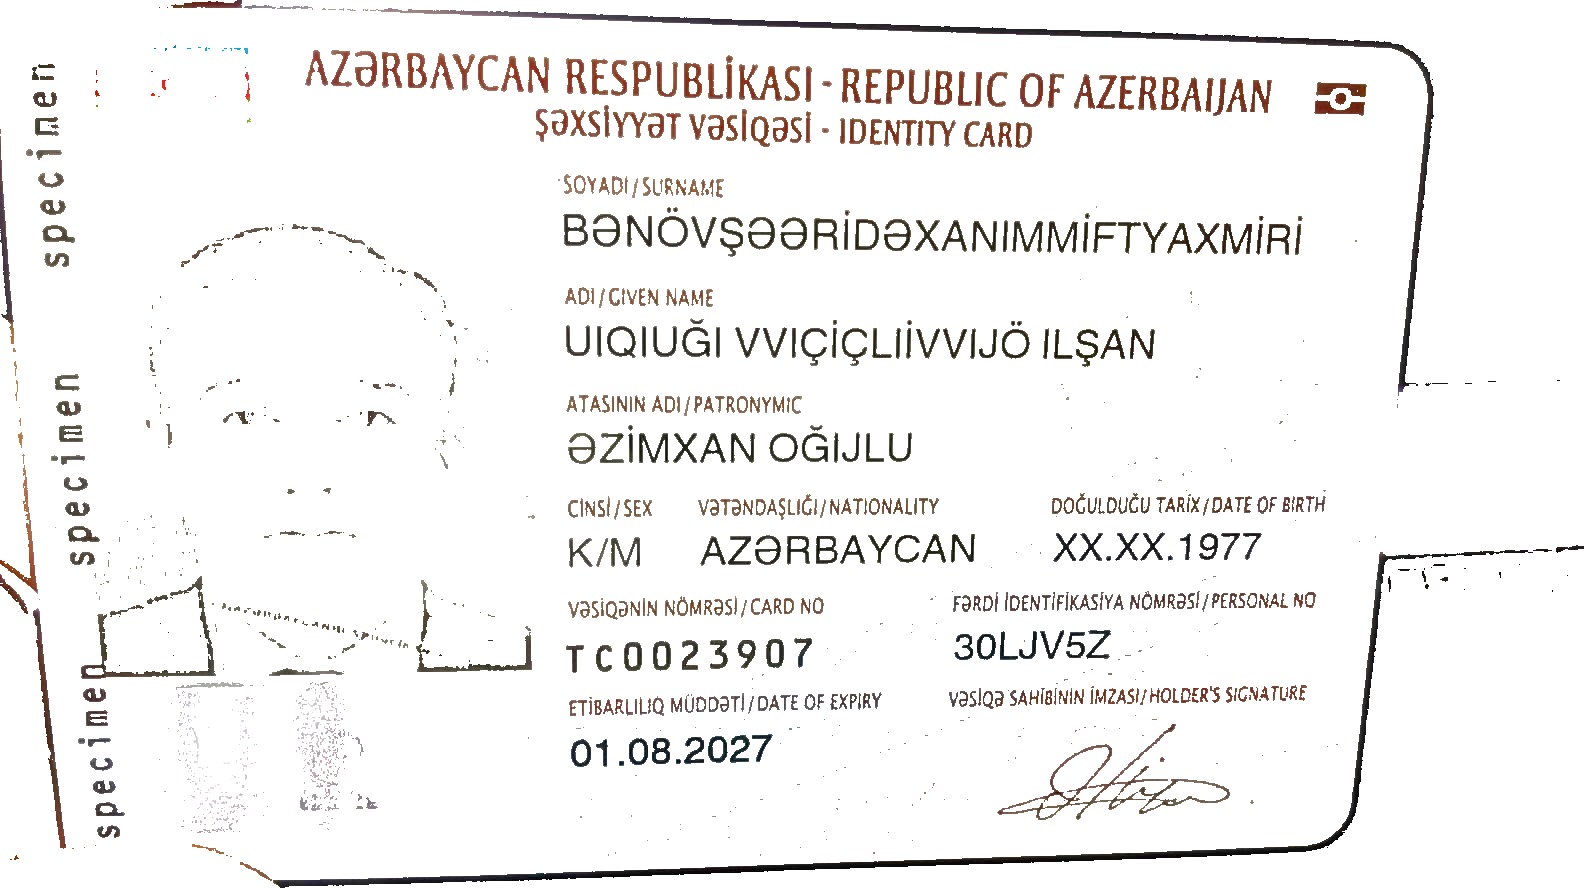 AZƏRBAYCAN RESPUBLİKASI - REPUBLIC OF AZERBAIJAN
ŞƏXSİYYƏT VƏSİQƏSİ - IDENTITY CARD
SOYADI/SURNAME
BƏNÖVŞƏƏRİDƏXANIMMİFTYAXMİRİ
ADI/GIVEN NAME
UIQIUĞI VVIÇİÇLIİVVIJÖ ILŞAN
ATASININ ADI/PATRONYMIC
ƏZİMXAN OĞIJLU
CİNSİ/SEX VƏTƏNDAŞLIĞI/NATIONALITY DOĞULDUĞU TARİX/DATE OF BIRTH
K/M AZƏRBAYCAN XX.XX.1977
VƏSİQƏNİN NÖMRƏSİ/CARD NO FƏRDİ İDENTİFİKASİYA NÖMRƏSİ/PERSONAL NO
TC0023907 30LJV5Z
ETİBARLILIQ MÜDDƏTİ/DATE OF EXPIRY VƏSİQƏ SAHİBİNİN İMZASI/HOLDER'S SIGNATURE
01.08.2027
specimen
specimen
specimen